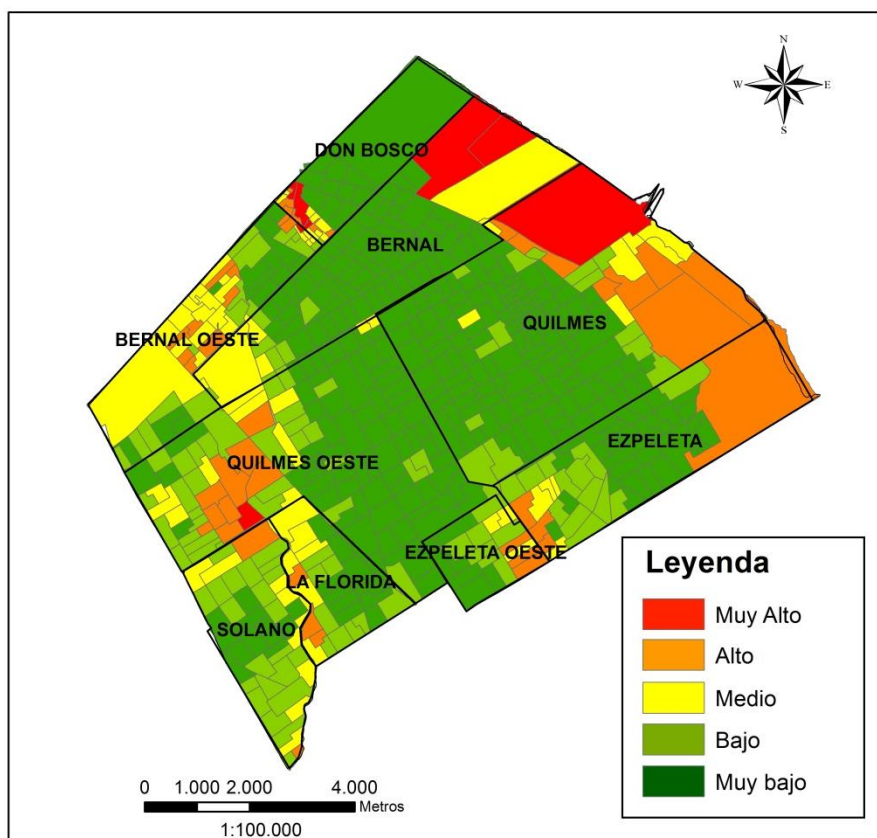 N
W E
S
DON BOSCO
BERNAL
QUILMES
BERNAL OESTE
EZPELETA
QUILMES OESTE
EZPELETA OESTE
LA FLORIDA
SOLANO
Leyenda
Muy Alto
Alto
Medio
Bajo
Muy bajo
0 1.000 2.000 4.000
Metros
1:100.000